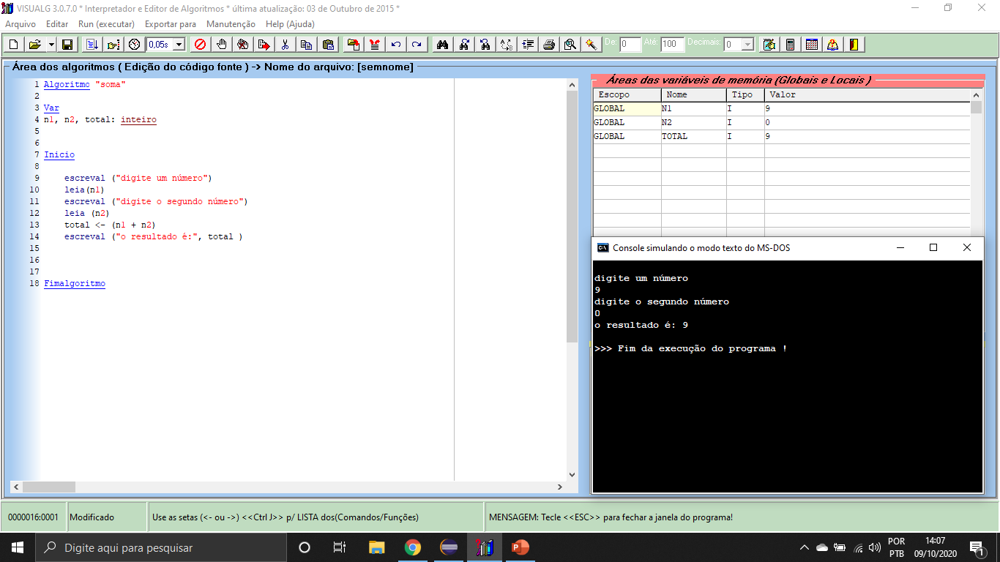 VISUALG 3.0.7.0 * Interpretador e Editor de Algoritmos * última atualização: 03 de Outubro de 2015 *
Arquivo Editar Run (executar) Exportar para Manutenção Help (Ajuda)
0,05s De: 0 Até: 100 Decimais: 0
Área dos algoritmos ( Edição do código fonte ) -> Nome do arquivo: [semnome]
1 Algoritmo "soma"
2
3 Var
4 n1, n2, total: inteiro
5
6
7 Inicio
8
9 escreval ("digite um número")
10 leia(n1)
11 escreval ("digite o segundo número")
12 leia (n2)
13 total <- (n1 + n2)
14 escreval ("o resultado é:", total )
15
16
17
18 Fimalgoritmo
Áreas das variáveis de memória (Globais e Locais )
Escopo Nome Tipo Valor
GLOBAL N1 I 9
GLOBAL N2 I 0
GLOBAL TOTAL I 9
Console simulando o modo texto do MS-DOS
digite um número
9
digite o segundo número
0
o resultado é: 9
>>> Fim da execução do programa !
0000016:0001 Modificado Use as setas (<- ou ->) <<Ctrl J>> p/ LISTA dos(Comandos/Funções) MENSAGEM: Tecle <<ESC>> para fechar a janela do programa!
Digite aqui para pesquisar
POR
PTB
14:07
09/10/2020
1